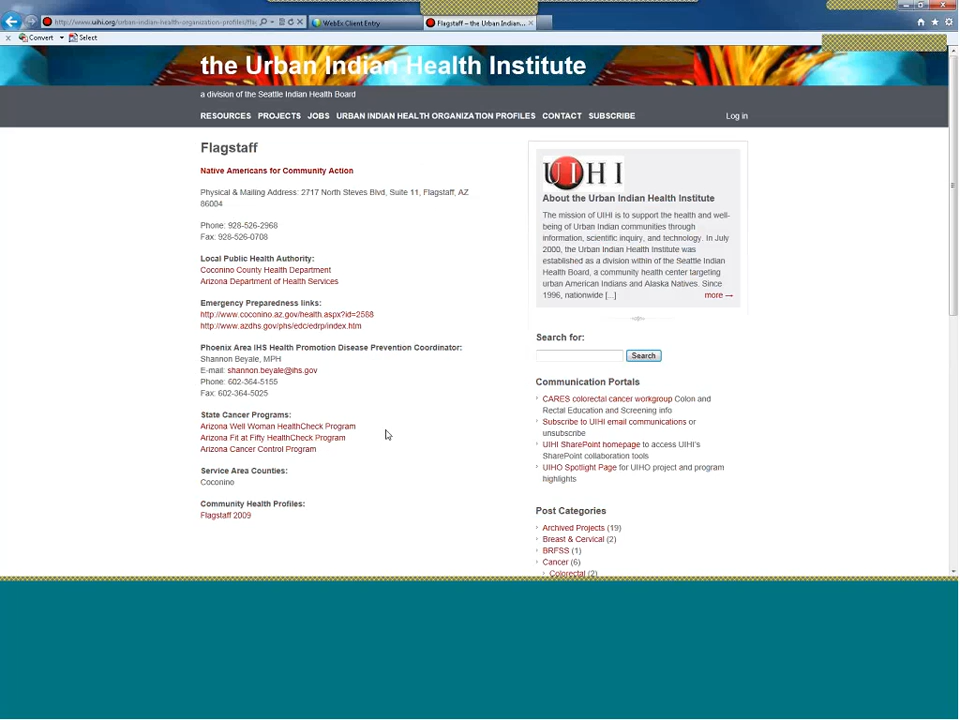 http://www.uihi.org/urban-indian-health-organization-profiles/fla
WebEx Client Entry
Flagstaff – the Urban Indian...
Convert
Select
the Urban Indian Health Institute
a division of the Seattle Indian Health Board
RESOURCES PROJECTS JOBS URBAN INDIAN HEALTH ORGANIZATION PROFILES CONTACT SUBSCRIBE Log in
Flagstaff
Native Americans for Community Action
Physical & Mailing Address: 2717 North Steves Blvd, Suite 11, Flagstaff, AZ
86004
Phone: 928-526-2968
Fax: 928-526-0708
Local Public Health Authority:
Coconino County Health Department
Arizona Department of Health Services
Emergency Preparedness links:
http://www.coconino.az.gov/health.aspx?id=2588
http://www.azdhs.gov/phs/edc/edrp/index.htm
Phoenix Area IHS Health Promotion Disease Prevention Coordinator:
Shannon Beyale, MPH
E-mail: shannon.beyale@ihs.gov
Phone: 602-364-5155
Fax: 602-364-5025
State Cancer Programs:
Arizona Well Woman HealthCheck Program
Arizona Fit at Fifty HealthCheck Program
Arizona Cancer Control Program
Service Area Counties:
Coconino
Community Health Profiles:
Flagstaff 2009
UIHI
About the Urban Indian Health Institute
The mission of UIHI is to support the health and well-
being of Urban Indian communities through
information, scientific inquiry, and technology. In July
2000, the Urban Indian Health Institute was
established as a division within of the Seattle Indian
Health Board, a community health center targeting
urban American Indians and Alaska Natives. Since
1996, nationwide [...] more →
Search for:
Search
Communication Portals
CARES colorectal cancer workgroup Colon and
Rectal Education and Screening info
Subscribe to UIHI email communications or
unsubscribe
UIHI SharePoint homepage to access UIHI's
SharePoint collaboration tools
UIHO Spotlight Page for UIHO project and program
highlights
Post Categories
Archived Projects (19)
Breast & Cervical (2)
BRFSS (1)
Cancer (6)
Colorectal (2)